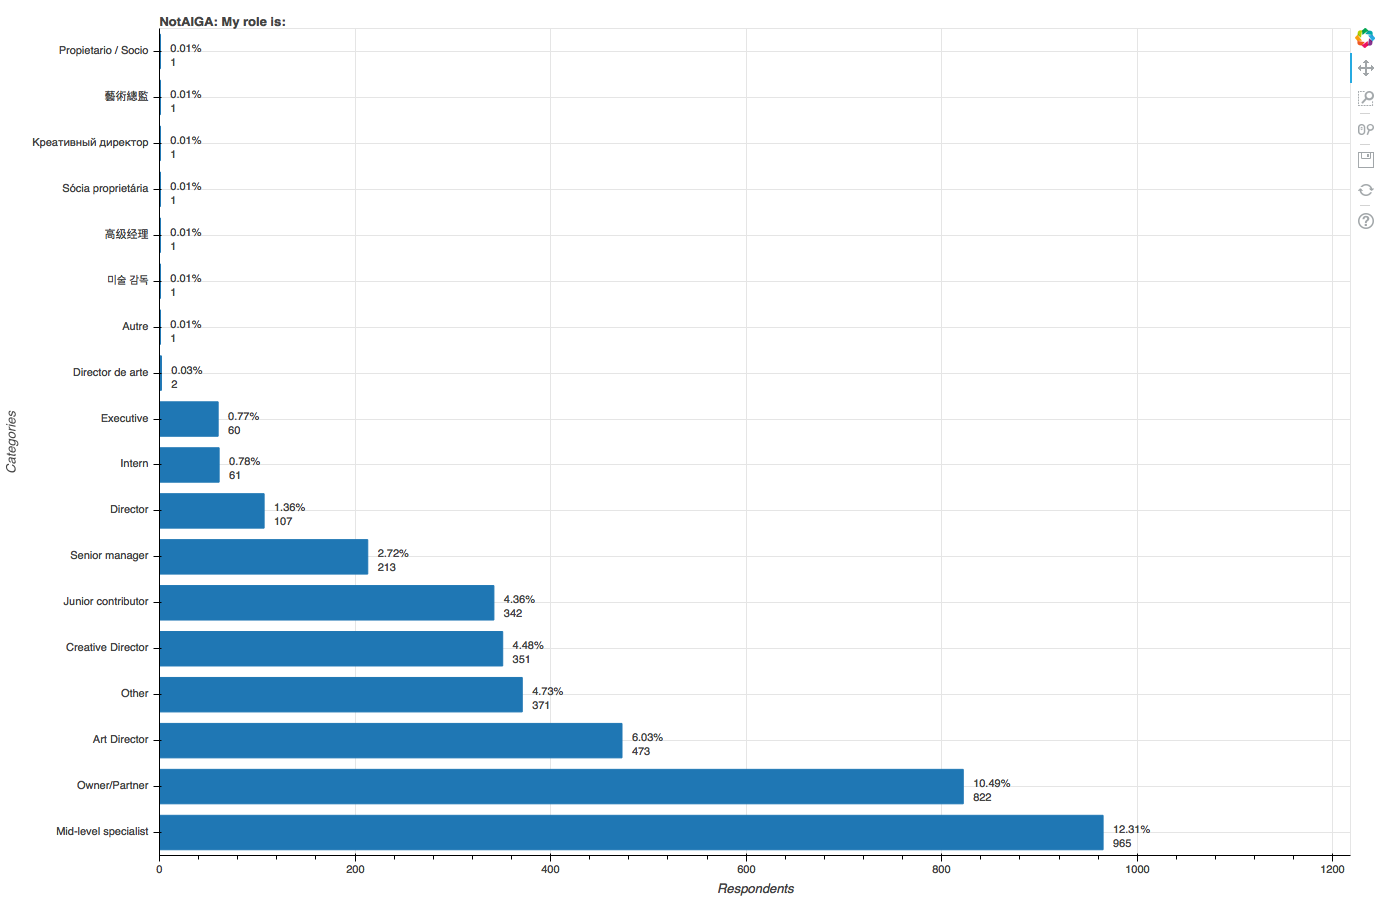 NotAIGA: My role is:
Propietario / Socio
0.01%
1
藝術總監
0.01%
1
Креативный директор
0.01%
1
Sócia proprietária
0.01%
1
高级经理
0.01%
1
미술 감독
0.01%
1
Autre
0.01%
1
Director de arte
0.03%
2
Executive
0.77%
60
Intern
0.78%
61
Director
1.36%
107
Senior manager
2.72%
213
Junior contributor
4.36%
342
Creative Director
4.48%
351
Other
4.73%
371
Art Director
6.03%
473
Owner/Partner
10.49%
822
Mid-level specialist
12.31%
965
Categories
0 200 400 600 800 1000 1200
Respondents